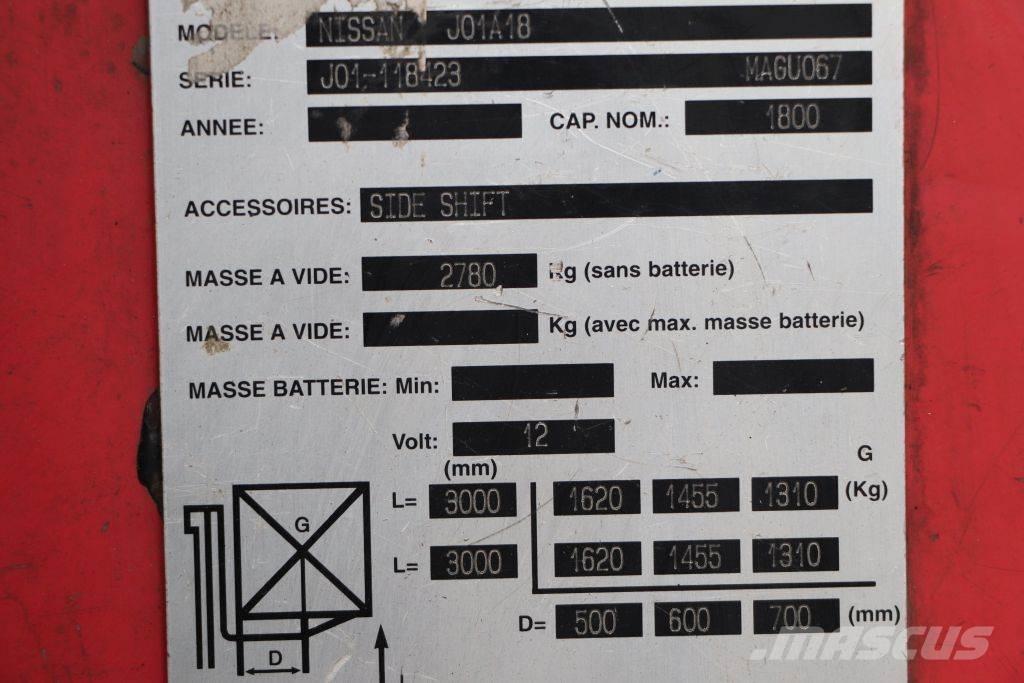 MODELE: NISSAN J01A18
SERIE: J01-118423 MAGU067
ANNEE: CAP. NOM.: 1800
ACCESSOIRES: SIDE SHIFT
MASSE A VIDE: 2780 Kg (sans batterie)
MASSE A VIDE: Kg (avec max. masse batterie)
MASSE BATTERIE: Min: Max:
Volt: 12
(mm) G
L= 3000 1620 1455 1310 (Kg)
G
L= 3000 1620 1455 1310
D= 500 600 700 (mm)
D
MASCUS